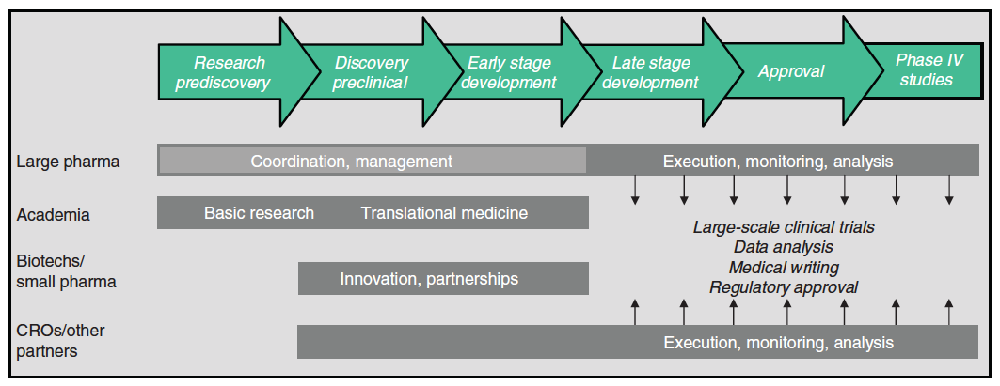 Research
prediscovery
Discovery
preclinical
Early stage
development
Late stage
development
Approval
Phase IV
studies
Large pharma
Coordination, management
Execution, monitoring, analysis
Academia
Basic research
Translational medicine
Large-scale clinical trials
Data analysis
Medical writing
Regulatory approval
Biotechs/
small pharma
Innovation, partnerships
CROs/other
partners
Execution, monitoring, analysis